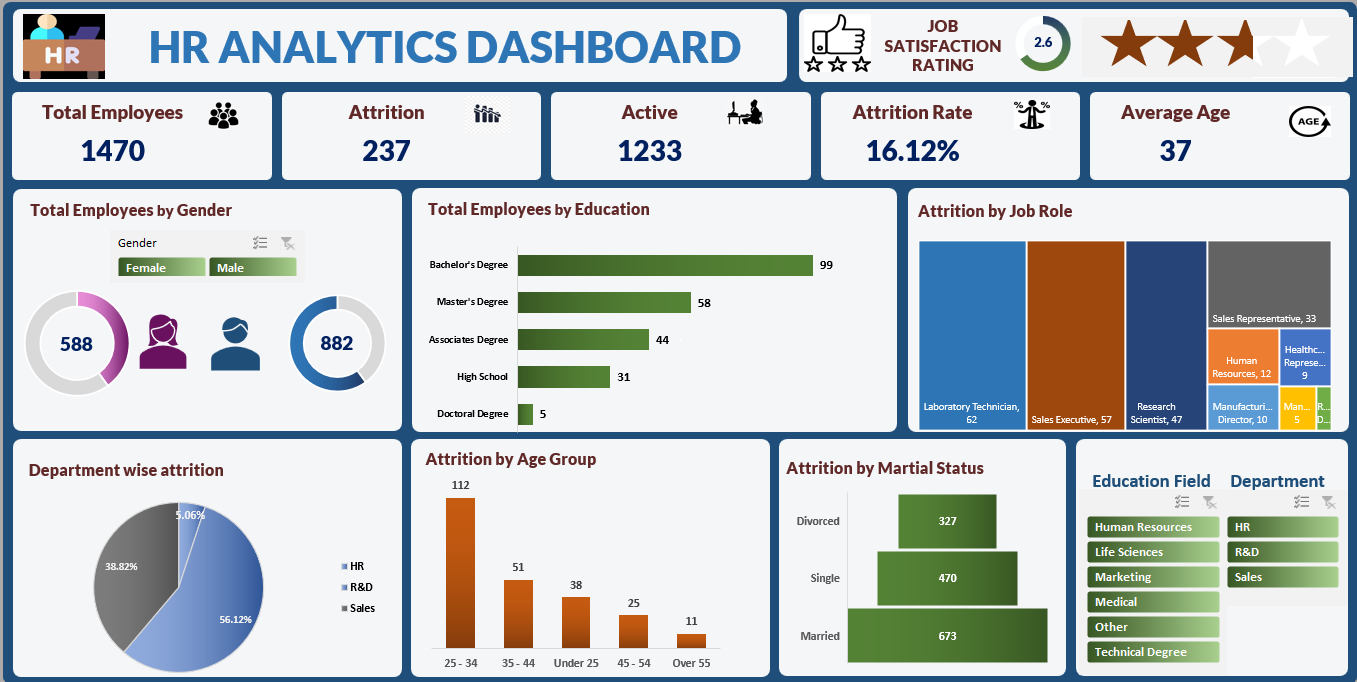 HR
HR ANALYTICS DASHBOARD
JOB
SATISFACTION
RATING
2.6
Total Employees
1470
Attrition
237
Active
1233
Attrition Rate
% %
16.12%
Average Age
AGE
37
Total Employees by Gender
Gender
Female Male
588
882
Total Employees by Education
Bachelor's Degree 99
Master's Degree 58
Associates Degree 44
High School 31
Doctoral Degree 5
Attrition by Job Role
Laboratory Technician,
62
Sales Executive, 57
Research
Scientist, 47
Sales Representative, 33
Human
Resources, 12
Healthc...
Represe...
9
Manufacturi...
Director, 10
Man...
5
R...
D...
Department wise attrition
5.06%
38.82%
56.12%
HR
R&D
Sales
Attrition by Age Group
112
51
38
25
11
25 - 34 35 - 44 Under 25 45 - 54 Over 55
Attrition by Martial Status
Divorced 327
Single 470
Married 673
Education Field
Human Resources
Life Sciences
Marketing
Medical
Other
Technical Degree
Department
HR
R&D
Sales